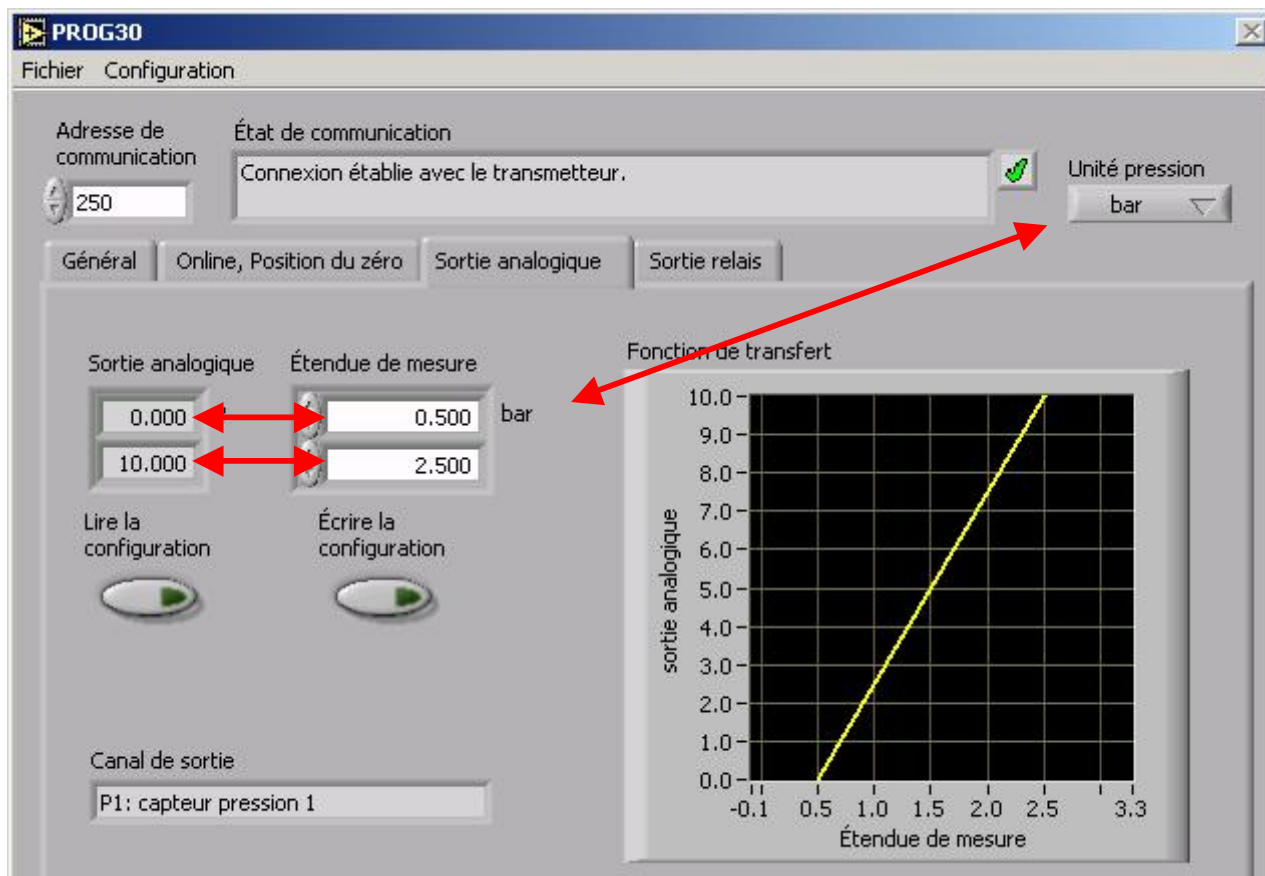 PROG30
Fichier Configuration
Adresse de
communication
250
État de communication
Connexion établie avec le transmetteur.
Unité pression
bar
Général
Online, Position du zéro
Sortie analogique
Sortie relais
Sortie analogique
0.000
10.000
Étendue de mesure
0.500
2.500
bar
Lire la
configuration
Écrire la
configuration
Canal de sortie
P1: capteur pression 1
Fonction de transfert
sortie analogique
10.0
9.0
8.0
7.0
6.0
5.0
4.0
3.0
2.0
1.0
0.0
-0.1 0.5 1.0 1.5 2.0 2.5 3.3
Étendue de mesure